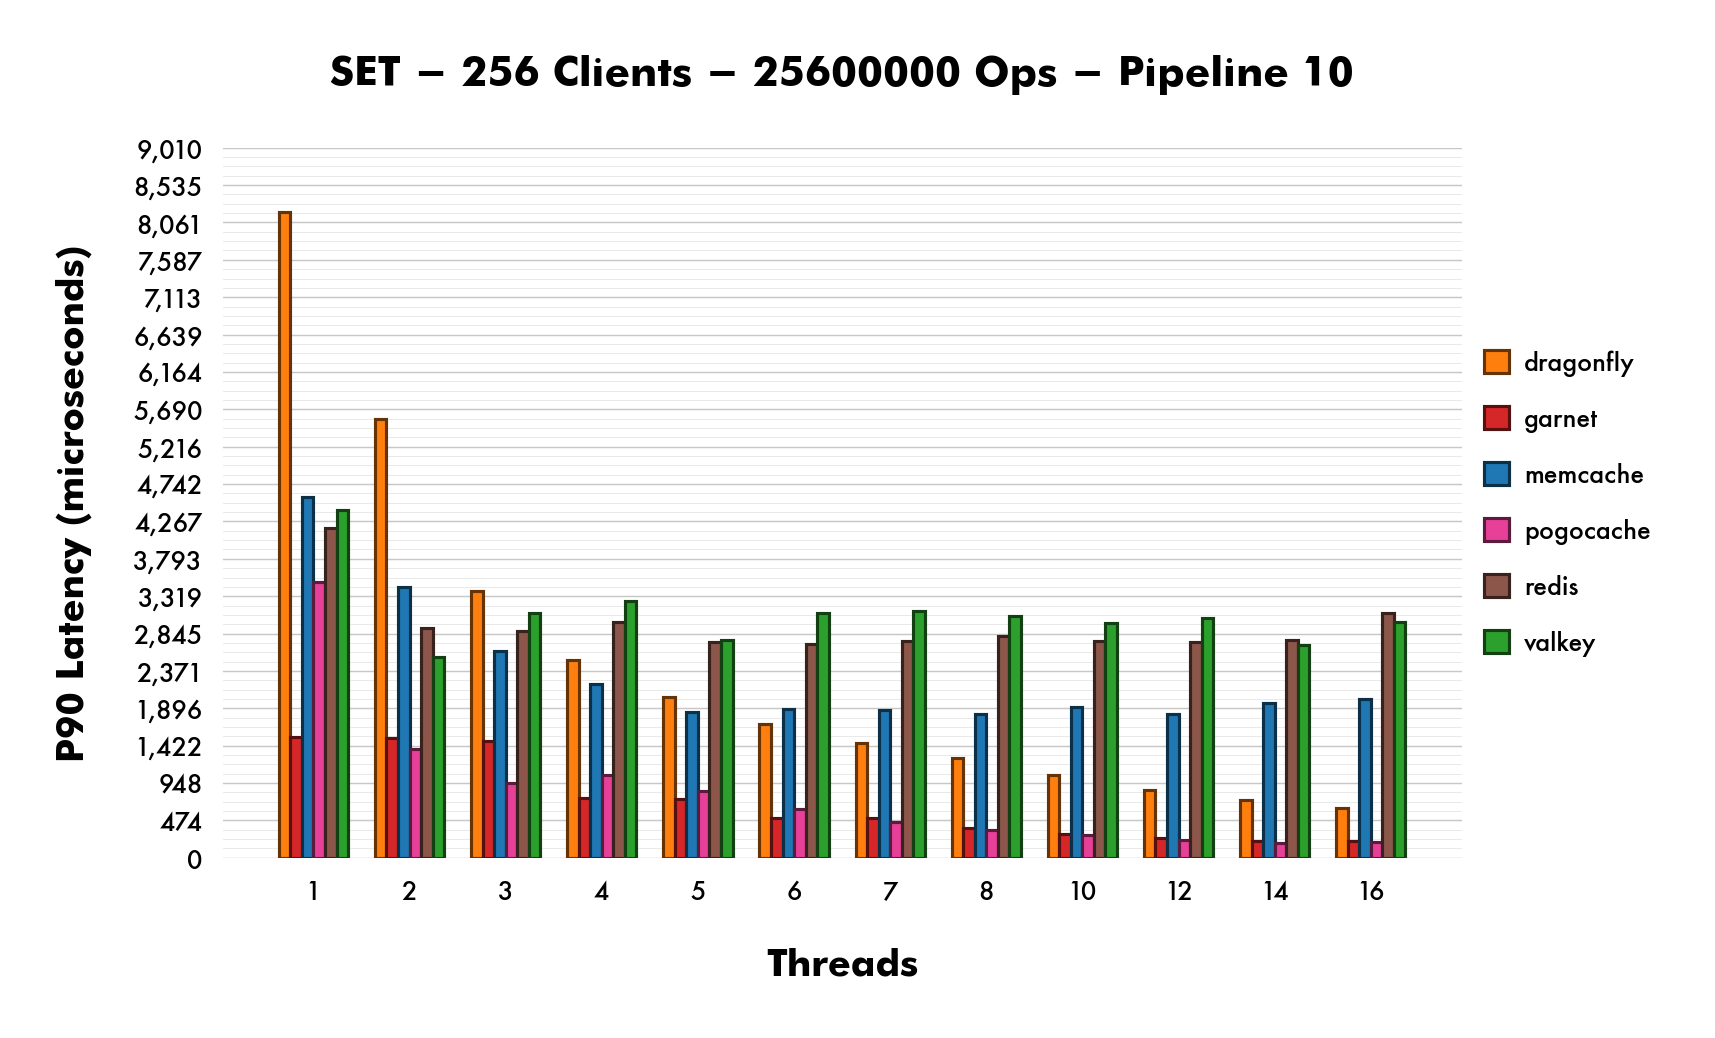 SET – 256 Clients – 25600000 Ops – Pipeline 10
P90 Latency (microseconds)
9,010
8,535
8,061
7,587
7,113
6,639
6,164
5,690
5,216
4,742
4,267
3,793
3,319
2,845
2,371
1,896
1,422
948
474
0
1 2 3 4 5 6 7 8 10 12 14 16
Threads
dragonfly
garnet
memcache
pogocache
redis
valkey